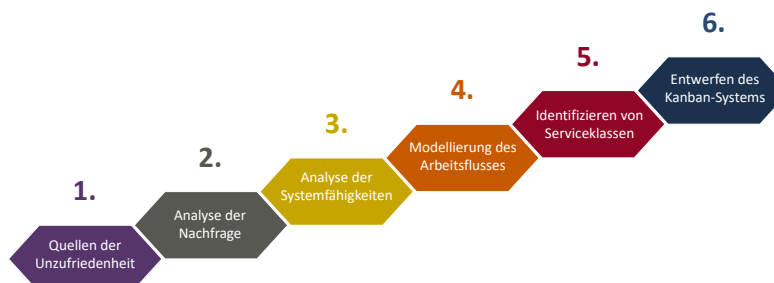 1.
Quellen der
Unzufriedenheit
2.
Analyse der
Nachfrage
3.
Analyse der
Systemfähigkeiten
4.
Modellierung des
Arbeitsflusses
5.
Identifizieren von
Serviceklassen
6.
Entwerfen des
Kanban-Systems